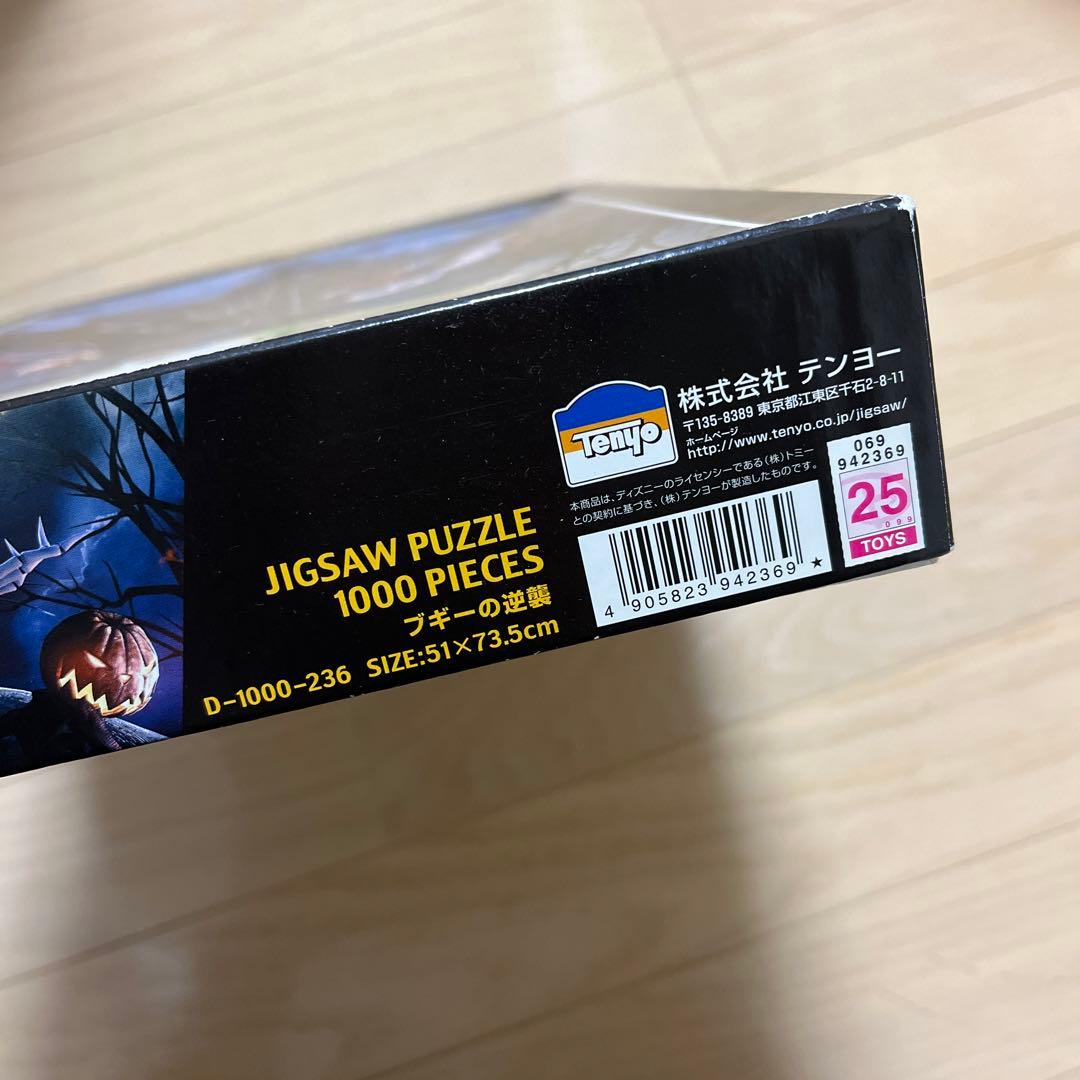 Tenyo
株式会社 テンヨー
〒135-8389 東京都江東区千石2-8-11
ホームページ
http://www.tenyo.co.jp/jigsaw/
本商品は、ディズニーのライセンシーである(株)トミー
との契約に基づき、(株)テンヨーが製造したものです。
069
942369
25
099
TOYS
4 905823 942369 ★
JIGSAW PUZZLE
1000 PIECES
ブギーの逆襲
D-1000-236 SIZE:51×73.5cm